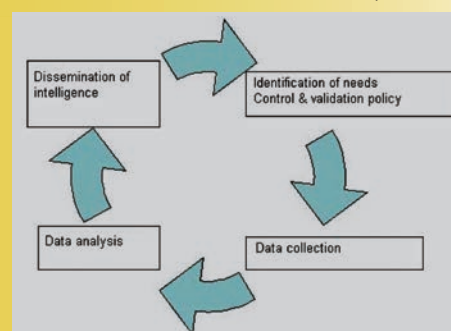 Dissemination of
intelligence
Identification of needs
Control & validation policy
Data analysis
Data collection